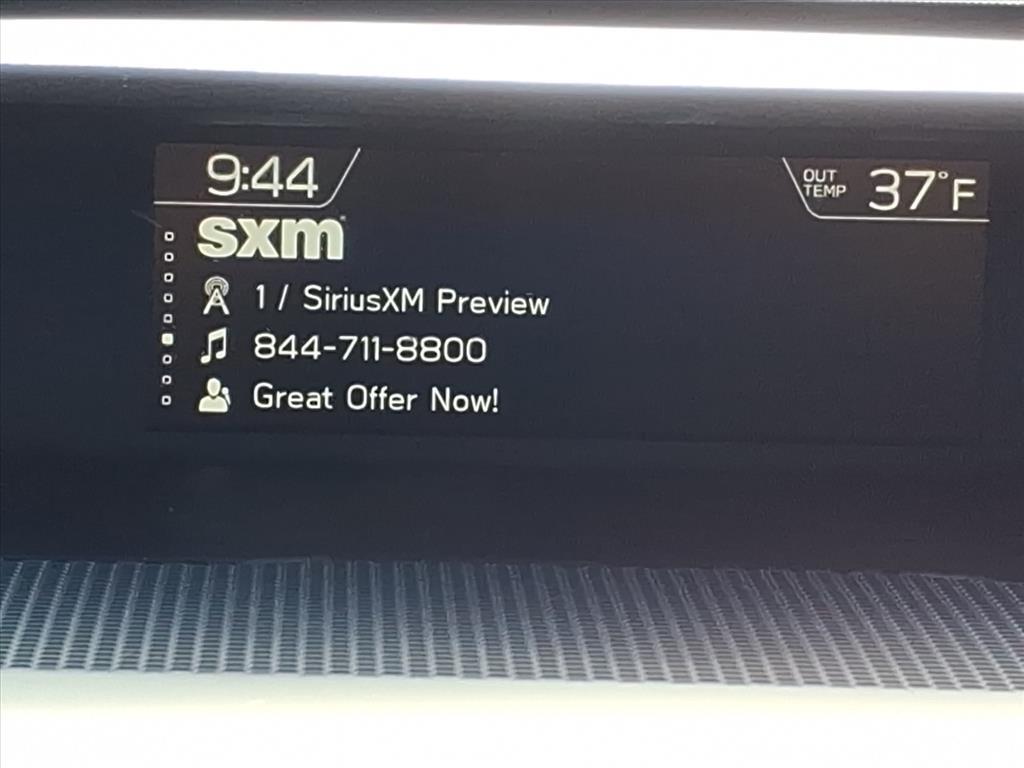 9:44
OUT TEMP 37°F
sxm
1 / SiriusXM Preview
844-711-8800
Great Offer Now!